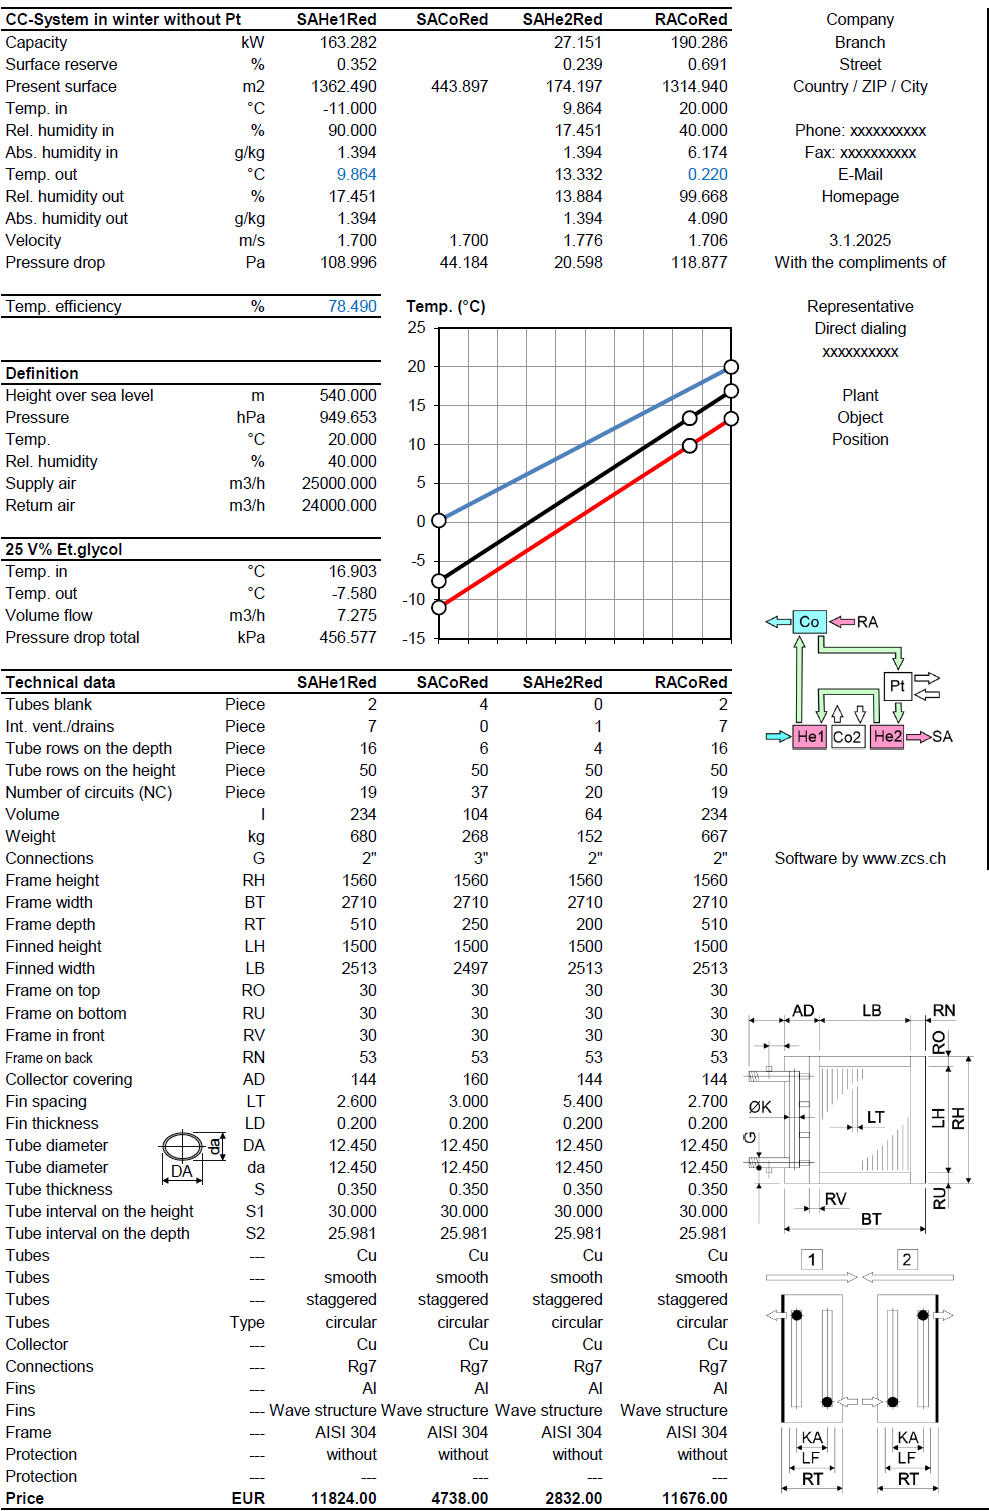 CC-System in winter without Pt SAHe1Red SACoRed SAHe2Red RACoRed
Capacity kW 163.282 27.151 190.286
Surface reserve % 0.352 0.239 0.691
Present surface m2 1362.490 443.897 174.197 1314.940
Temp. in °C -11.000 9.864 20.000
Rel. humidity in % 90.000 17.451 40.000
Abs. humidity in g/kg 1.394 1.394 6.174
Temp. out °C 9.864 13.332 0.220
Rel. humidity out % 17.451 13.884 99.668
Abs. humidity out g/kg 1.394 1.394 4.090
Velocity m/s 1.700 1.700 1.776 1.706
Pressure drop Pa 108.996 44.184 20.598 118.877
Company
Branch
Street
Country / ZIP / City
Phone: xxxxxxxxxx
Fax: xxxxxxxxxx
E-Mail
Homepage
3.1.2025
With the compliments of
Representative
Direct dialing
xxxxxxxxxx
Plant
Object
Position
Temp. efficiency % 78.490
Definition
Height over sea level m 540.000
Pressure hPa 949.653
Temp. °C 20.000
Rel. humidity % 40.000
Supply air m3/h 25000.000
Return air m3/h 24000.000
25 V% Et.glycol
Temp. in °C 16.903
Temp. out °C -7.580
Volume flow m3/h 7.275
Pressure drop total kPa 456.577
Temp. (°C)
25
20
15
10
5
0
-5
-10
-15
Co RA
Pt
He1 Co2 He2 SA
Technical data SAHe1Red SACoRed SAHe2Red RACoRed
Tubes blank Piece 2 4 0 2
Int. vent./drains Piece 7 0 1 7
Tube rows on the depth Piece 16 6 4 16
Tube rows on the height Piece 50 50 50 50
Number of circuits (NC) Piece 19 37 20 19
Volume l 234 104 64 234
Weight kg 680 268 152 667
Connections G 2" 3" 2" 2"
Frame height RH 1560 1560 1560 1560
Frame width BT 2710 2710 2710 2710
Frame depth RT 510 250 200 510
Finned height LH 1500 1500 1500 1500
Finned width LB 2513 2497 2513 2513
Frame on top RO 30 30 30 30
Frame on bottom RU 30 30 30 30
Frame in front RV 30 30 30 30
Frame on back RN 53 53 53 53
Collector covering AD 144 160 144 144
Fin spacing LT 2.600 3.000 5.400 2.700
Fin thickness LD 0.200 0.200 0.200 0.200
Tube diameter DA 12.450 12.450 12.450 12.450
Tube diameter da 12.450 12.450 12.450 12.450
Tube thickness S 0.350 0.350 0.350 0.350
Tube interval on the height S1 30.000 30.000 30.000 30.000
Tube interval on the depth S2 25.981 25.981 25.981 25.981
Tubes --- Cu Cu Cu Cu
Tubes --- smooth smooth smooth smooth
Tubes --- staggered staggered staggered staggered
Tubes Type circular circular circular circular
Collector --- Cu Cu Cu Cu
Connections --- Rg7 Rg7 Rg7 Rg7
Fins --- Al Al Al Al
Fins --- Wave structure Wave structure Wave structure Wave structure
Frame --- AISI 304 AISI 304 AISI 304 AISI 304
Protection --- without without without without
Protection --- --- --- --- ---
Price EUR 11824.00 4738.00 2832.00 11676.00
da
DA
Software by www.zcs.ch
AD LB RN
RO
ØK
LT
LH
RH
G
RV
RU
BT
1 2
KA KA
LF LF
RT RT